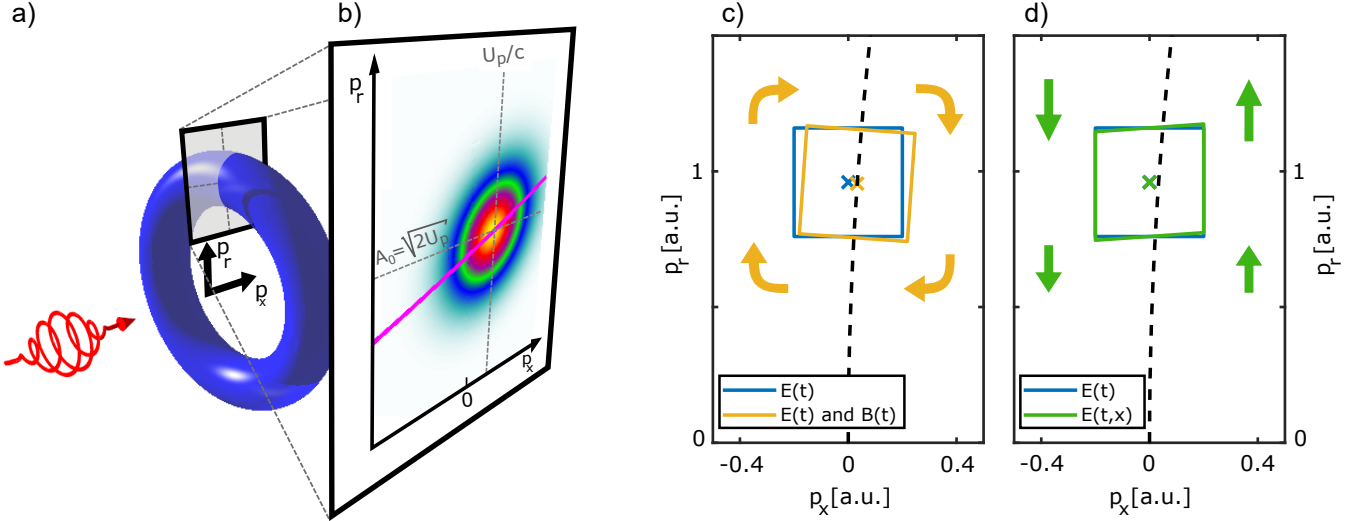 a)
b)
c)
d)
p_r
p_x
p_r
U_p/c
A_0=√2U_p
0
p_x
1
0
p_r[a.u.]
-0.4
0
0.4
p_x[a.u.]
E(t)
E(t) and B(t)
E(t)
E(t,x)
-0.4
0
0.4
p_x[a.u.]
1
0
p_r[a.u.]